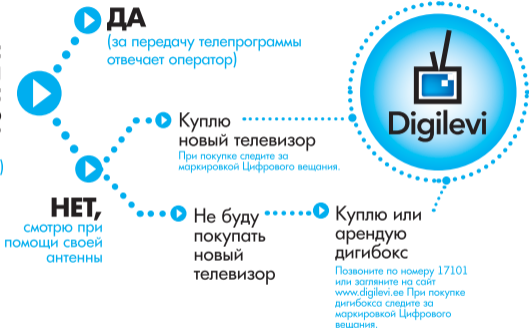 ДА
(за передачу телепрограммы
отвечает оператор)
Digilevi
Куплю
новый телевизор
При покупке следите за
маркировкой Цифрового вещания.
НЕТ,
смотрю при
помощи своей
антенны
Не буду
покупать
новый
телевизор
Куплю или
арендую
дигибокс
Позвоните по номеру 17101
или загляните на сайт
www.digilevi.ee При покупке
дигибокса следите за
маркировкой Цифрового
вещания.